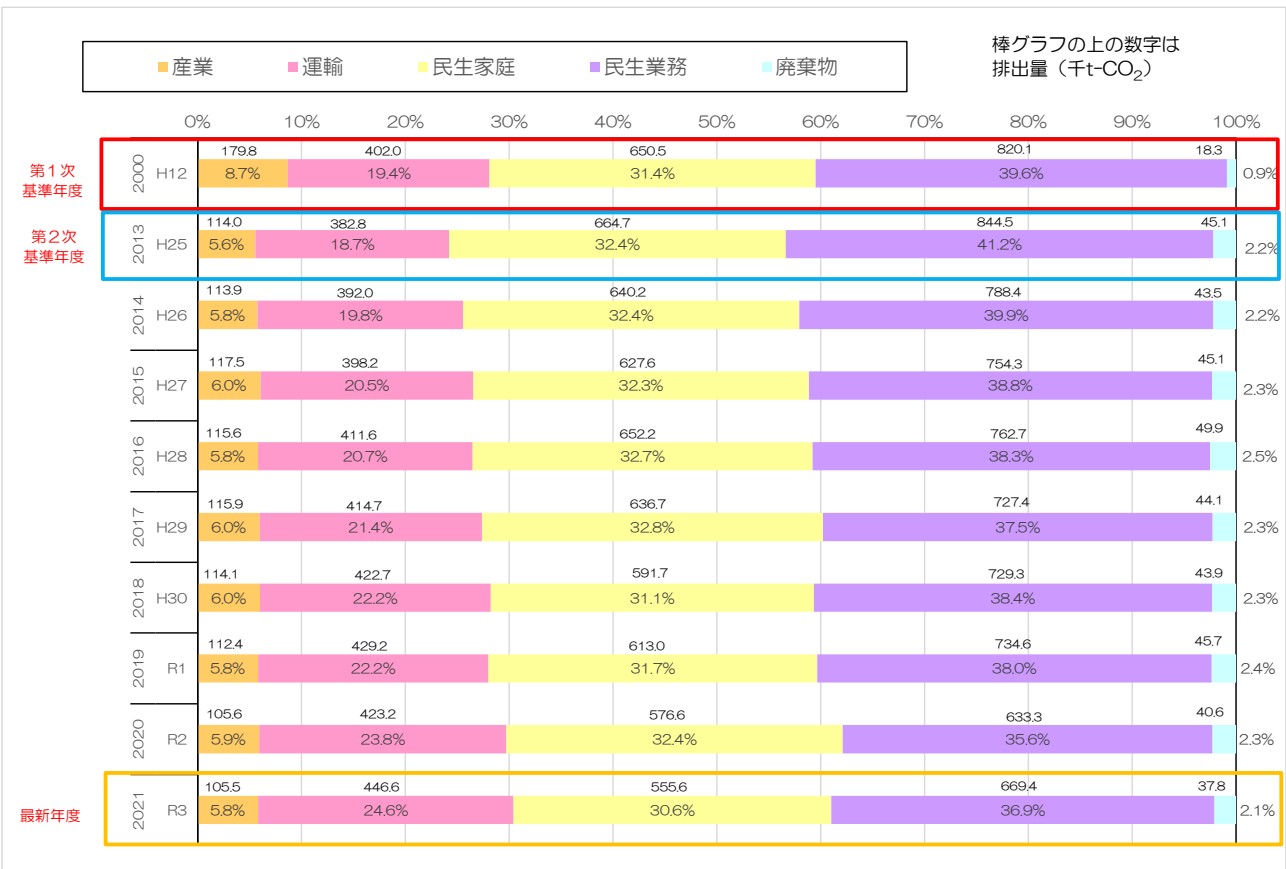 ■産業 ■運輸 ■民生家庭 ■民生業務 ■廃棄物
棒グラフの上の数字は
排出量（千t-CO₂）
0% 10% 20% 30% 40% 50% 60% 70% 80% 90% 100%
第1次
基準年度
2000 H12
179.8 402.0 650.5 820.1 18.3
8.7% 19.4% 31.4% 39.6% 0.9%
第2次
基準年度
2013 H25
114.0 382.8 664.7 844.5 45.1
5.6% 18.7% 32.4% 41.2% 2.2%
2014 H26
113.9 392.0 640.2 788.4 43.5
5.8% 19.8% 32.4% 39.9% 2.2%
2015 H27
117.5 398.2 627.6 754.3 45.1
6.0% 20.5% 32.3% 38.8% 2.3%
2016 H28
115.6 411.6 652.2 762.7 49.9
5.8% 20.7% 32.7% 38.3% 2.5%
2017 H29
115.9 414.7 636.7 727.4 44.1
6.0% 21.4% 32.8% 37.5% 2.3%
2018 H30
114.1 422.7 591.7 729.3 43.9
6.0% 22.2% 31.1% 38.4% 2.3%
2019 R1
112.4 429.2 613.0 734.6 45.7
5.8% 22.2% 31.7% 38.0% 2.4%
2020 R2
105.6 423.2 576.6 633.3 40.6
5.9% 23.8% 32.4% 35.6% 2.3%
最新年度
2021 R3
105.5 446.6 555.6 669.4 37.8
5.8% 24.6% 30.6% 36.9% 2.1%